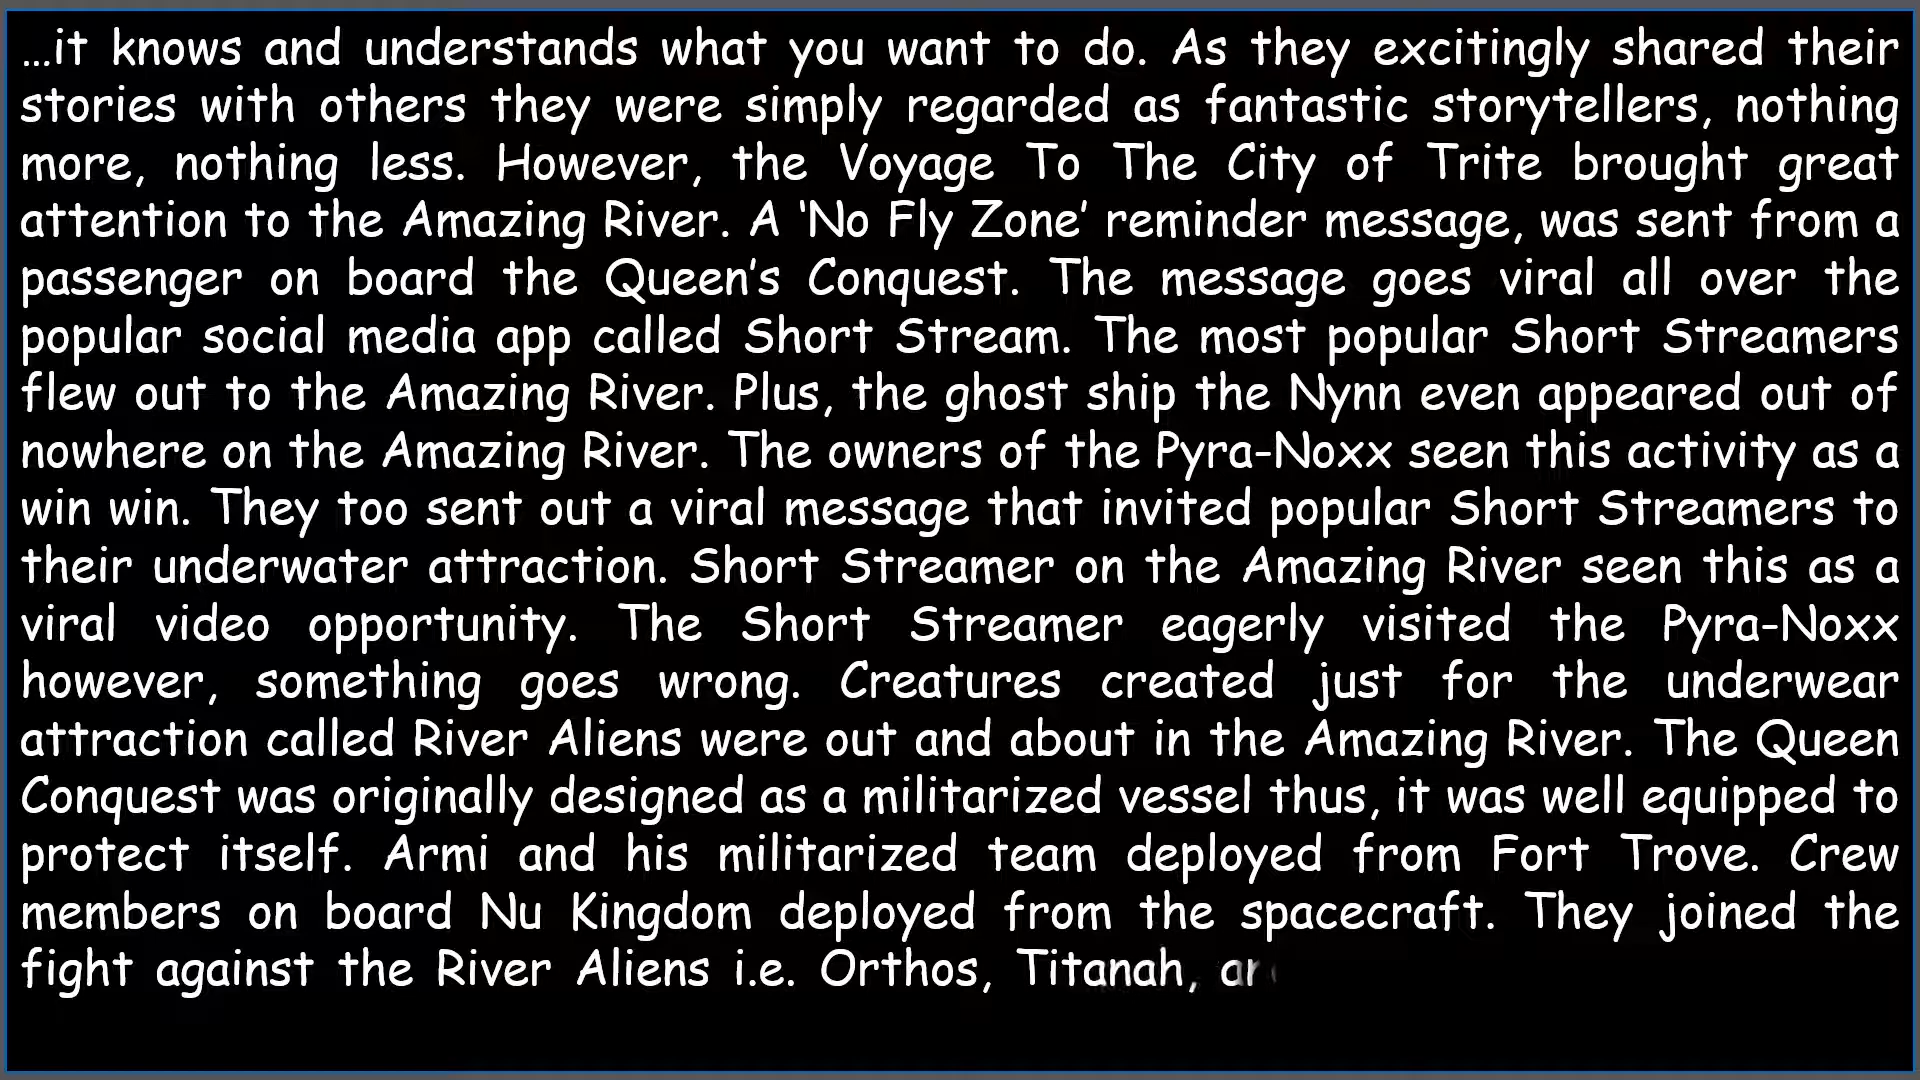 ...it knows and understands what you want to do. As they excitingly shared their
stories with others they were simply regarded as fantastic storytellers, nothing
more, nothing less. However, the Voyage To The City of Trite brought great
attention to the Amazing River. A ‘No Fly Zone’ reminder message, was sent from a
passenger on board the Queen’s Conquest. The message goes viral all over the
popular social media app called Short Stream. The most popular Short Streamers
flew out to the Amazing River. Plus, the ghost ship the Nynn even appeared out of
nowhere on the Amazing River. The owners of the Pyra-Noxx seen this activity as a
win win. They too sent out a viral message that invited popular Short Streamers to
their underwater attraction. Short Streamer on the Amazing River seen this as a
viral video opportunity. The Short Streamer eagerly visited the Pyra-Noxx
however, something goes wrong. Creatures created just for the underwear
attraction called River Aliens were out and about in the Amazing River. The Queen
Conquest was originally designed as a militarized vessel thus, it was well equipped to
protect itself. Armi and his militarized team deployed from Fort Trove. Crew
members on board Nu Kingdom deployed from the spacecraft. They joined the
fight against the River Aliens i.e. Orthos, Titanah,